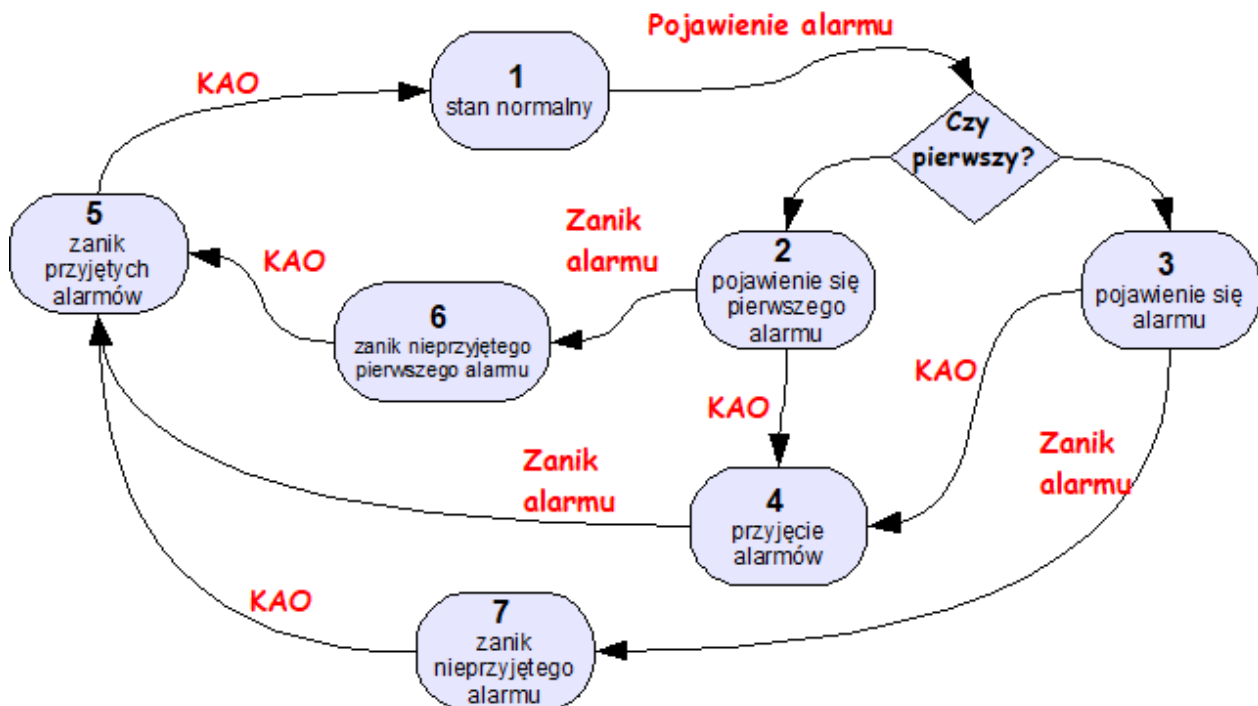 Pojawienie alarmu
KAO
1
stan normalny
Czy
pierwszy?
5
zanik
przyjętych
alarmów
KAO
Zanik
alarmu
2
pojawienie się
pierwszego
alarmu
3
pojawienie się
alarmu
6
zanik nieprzyjętego
pierwszego alarmu
KAO
KAO
Zanik
alarmu
Zanik
alarmu
4
przyjęcie
alarmów
KAO
7
zanik
nieprzyjętego
alarmu